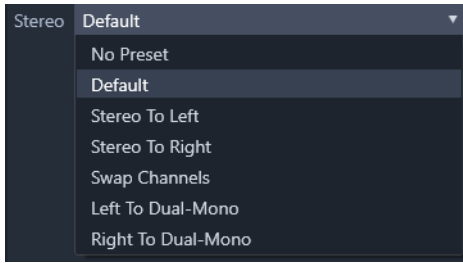 Stereo Default
No Preset
Default
Stereo To Left
Stereo To Right
Swap Channels
Left To Dual-Mono
Right To Dual-Mono